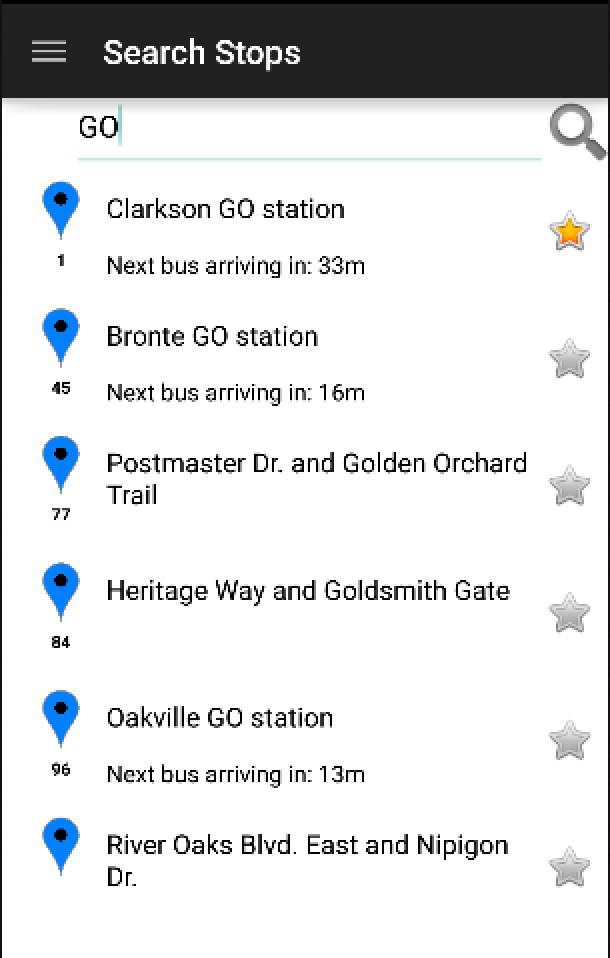 Search Stops
GO
Clarkson GO station
1
Next bus arriving in: 33m
Bronte GO station
45
Next bus arriving in: 16m
Postmaster Dr. and Golden Orchard
Trail
77
Heritage Way and Goldsmith Gate
84
Oakville GO station
96
Next bus arriving in: 13m
River Oaks Blvd. East and Nipigon
Dr.